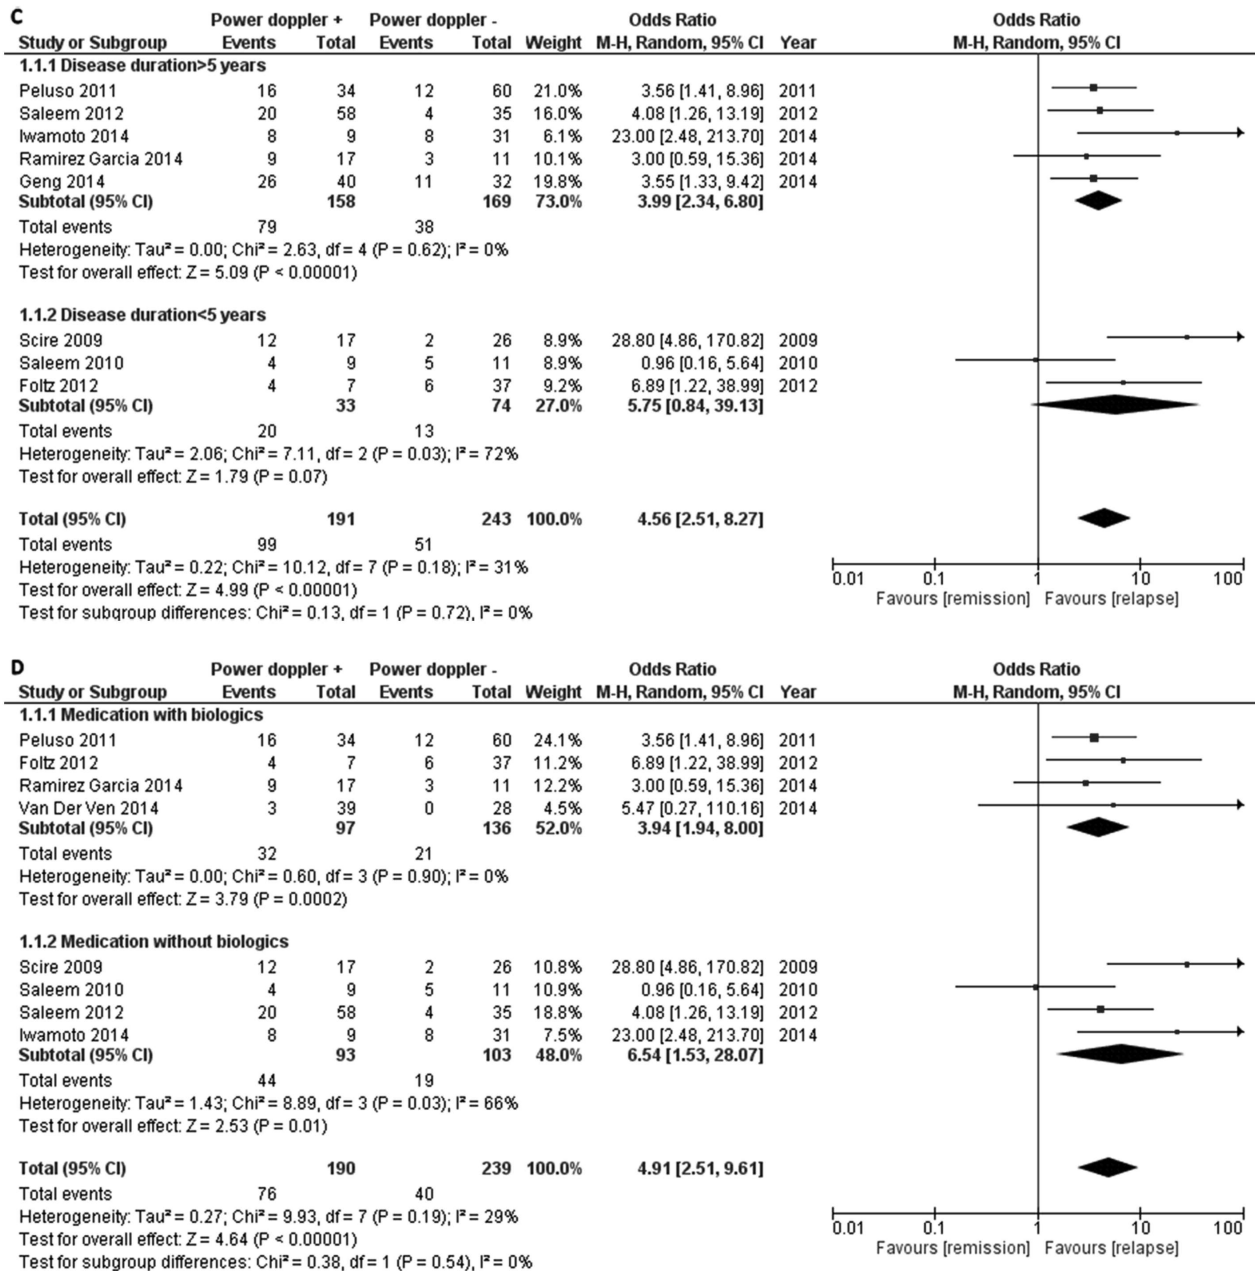 C
Power doppler + Power doppler - Odds Ratio Odds Ratio
Study or Subgroup Events Total Events Total Weight M-H, Random, 95% CI Year M-H, Random, 95% CI
1.1.1 Disease duration>5 years
Peluso 2011 16 34 12 60 21.0% 3.56 [1.41, 8.96] 2011
Saleem 2012 20 58 4 35 16.0% 4.08 [1.26, 13.19] 2012
Iwamoto 2014 8 9 8 31 6.1% 23.00 [2.48, 213.70] 2014
Ramirez Garcia 2014 9 17 3 11 10.1% 3.00 [0.59, 15.36] 2014
Geng 2014 26 40 11 32 19.8% 3.55 [1.33, 9.42] 2014
Subtotal (95% CI) 158 169 73.0% 3.99 [2.34, 6.80]
Total events 79 38
Heterogeneity: Tau² = 0.00; Chi² = 2.63, df = 4 (P = 0.62); I² = 0%
Test for overall effect: Z = 5.09 (P < 0.00001)
1.1.2 Disease duration<5 years
Scire 2009 12 17 2 26 8.9% 28.80 [4.86, 170.82] 2009
Saleem 2010 4 9 5 11 8.9% 0.96 [0.16, 5.64] 2010
Foltz 2012 4 7 6 37 9.2% 6.89 [1.22, 38.99] 2012
Subtotal (95% CI) 33 74 27.0% 5.75 [0.84, 39.13]
Total events 20 13
Heterogeneity: Tau² = 2.06; Chi² = 7.11, df = 2 (P = 0.03); I² = 72%
Test for overall effect: Z = 1.79 (P = 0.07)
Total (95% CI) 191 243 100.0% 4.56 [2.51, 8.27]
Total events 99 51
Heterogeneity: Tau² = 0.22; Chi² = 10.12, df = 7 (P = 0.18); I² = 31%
Test for overall effect: Z = 4.99 (P < 0.00001)
Test for subgroup differences: Chi² = 0.13, df = 1 (P = 0.72), I² = 0%
0.01 0.1 1 10 100
Favours [remission] Favours [relapse]
D
Power doppler + Power doppler - Odds Ratio Odds Ratio
Study or Subgroup Events Total Events Total Weight M-H, Random, 95% CI Year M-H, Random, 95% CI
1.1.1 Medication with biologics
Peluso 2011 16 34 12 60 24.1% 3.56 [1.41, 8.96] 2011
Foltz 2012 4 7 6 37 11.2% 6.89 [1.22, 38.99] 2012
Ramirez Garcia 2014 9 17 3 11 12.2% 3.00 [0.59, 15.36] 2014
Van Der Ven 2014 3 39 0 28 4.5% 5.47 [0.27, 110.16] 2014
Subtotal (95% CI) 97 136 52.0% 3.94 [1.94, 8.00]
Total events 32 21
Heterogeneity: Tau² = 0.00; Chi² = 0.60, df = 3 (P = 0.90); I² = 0%
Test for overall effect: Z = 3.79 (P = 0.0002)
1.1.2 Medication without biologics
Scire 2009 12 17 2 26 10.8% 28.80 [4.86, 170.82] 2009
Saleem 2010 4 9 5 11 10.9% 0.96 [0.16, 5.64] 2010
Saleem 2012 20 58 4 35 18.8% 4.08 [1.26, 13.19] 2012
Iwamoto 2014 8 9 8 31 7.5% 23.00 [2.48, 213.70] 2014
Subtotal (95% CI) 93 103 48.0% 6.54 [1.53, 28.07]
Total events 44 19
Heterogeneity: Tau² = 1.43; Chi² = 8.89, df = 3 (P = 0.03); I² = 66%
Test for overall effect: Z = 2.53 (P = 0.01)
Total (95% CI) 190 239 100.0% 4.91 [2.51, 9.61]
Total events 76 40
Heterogeneity: Tau² = 0.27; Chi² = 9.93, df = 7 (P = 0.19); I² = 29%
Test for overall effect: Z = 4.64 (P < 0.00001)
Test for subgroup differences: Chi² = 0.38, df = 1 (P = 0.54), I² = 0%
0.01 0.1 1 10 100
Favours [remission] Favours [relapse]